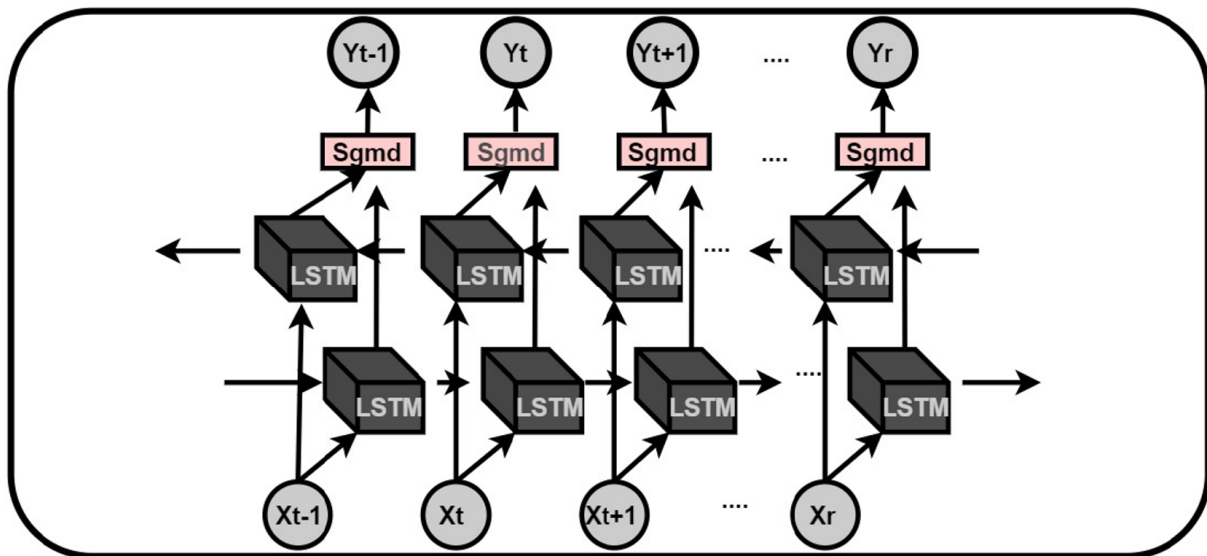 Yt-1 Yt Yt+1 .... Yr
Sgmd Sgmd Sgmd .... Sgmd
LSTM LSTM LSTM .... LSTM
LSTM LSTM LSTM .... LSTM
Xt-1 Xt Xt+1 .... Xr